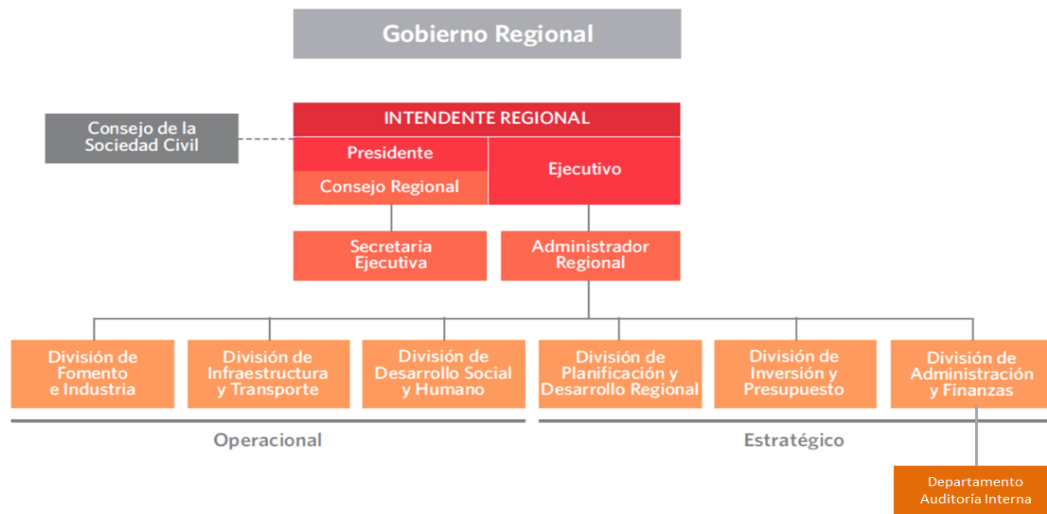 Gobierno Regional
INTENDENTE REGIONAL
Consejo de la
Sociedad Civil
Presidente
Consejo Regional
Ejecutivo
Secretaria
Ejecutiva
Administrador
Regional
División de
Fomento
e Industria
División de
Infraestructura
y Transporte
División de
Desarrollo Social
y Humano
División de
Planificación y
Desarrollo Regional
División de
Inversión y
Presupuesto
División de
Administración
y Finanzas
Operacional
Estratégico
Departamento
Auditoría Interna